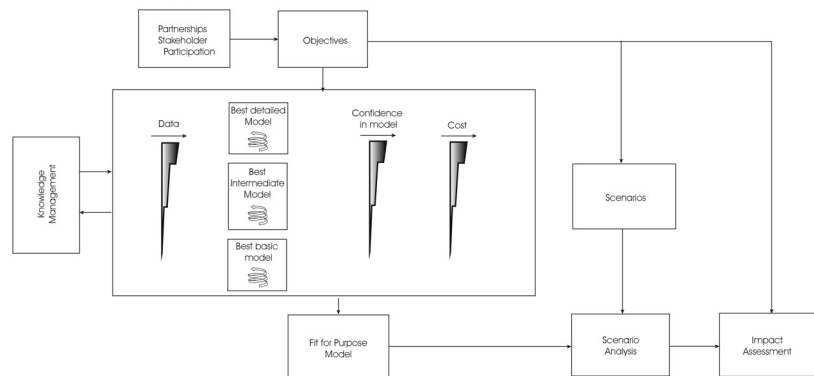 Partnerships
Stakeholder
Participation
Objectives
Data
Best detailed
Model
Confidence
in model
Cost
Best
Intermediate
Model
Best basic
model
Knowledge
Management
Scenarios
Fit for Purpose
Model
Scenario
Analysis
Impact
Assessment